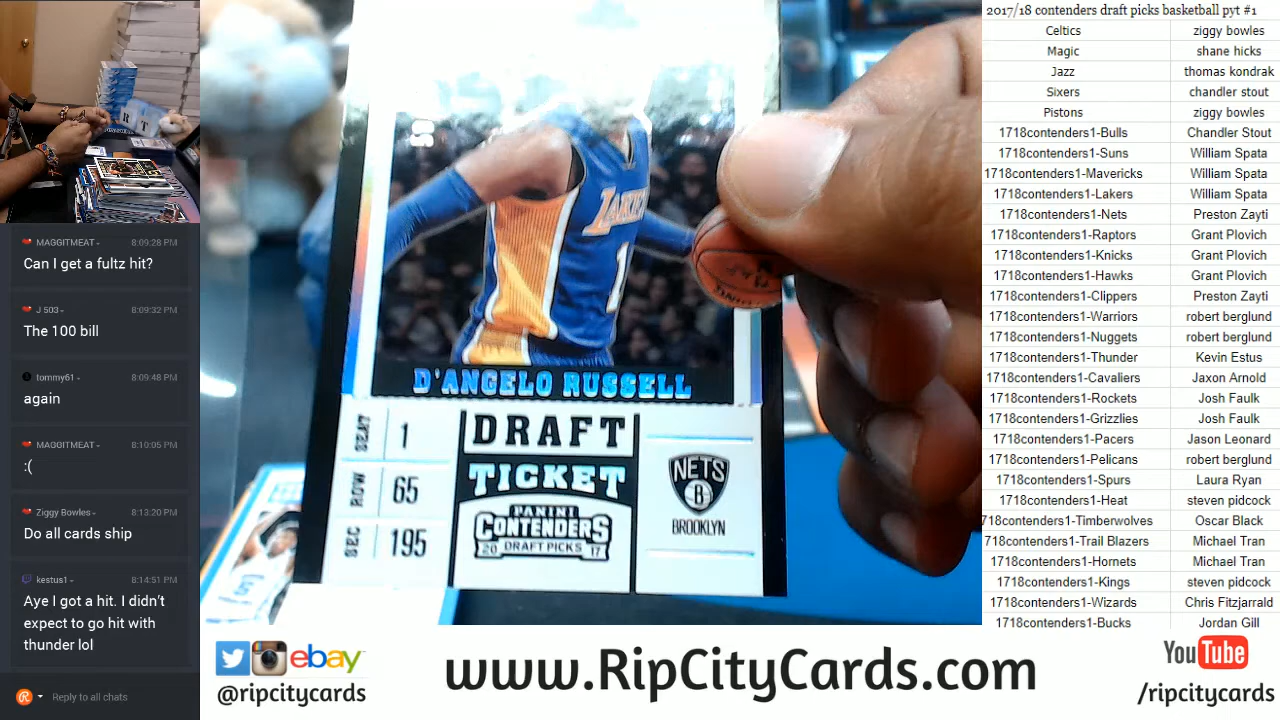 MAGGITMEAT
8:09:28 PM
Can I get a fultz hit?
J 503
8:09:32 PM
The 100 bill
tommy61
8:09:48 PM
again
MAGGITMEAT
8:10:05 PM
:(
Ziggy Bowles
8:13:20 PM
Do all cards ship
kestus1
8:14:51 PM
Aye I got a hit. I didn't
expect to go hit with
thunder lol
Reply to all chats
LAKE
1
D'ANGELO RUSSELL
SEAT 1
ROW 65
SEC 195
DRAFT
TICKET
PANINI
CONTENDERS
20 DRAFT PICKS 17
NETS
B
BROOKLYN
2017/18 contenders draft picks basketball pyt #1
Celtics ziggy bowles
Magic shane hicks
Jazz thomas kondrak
Sixers chandler stout
Pistons ziggy bowles
1718contenders1-Bulls Chandler Stout
1718contenders1-Suns William Spata
1718contenders1-Mavericks William Spata
1718contenders1-Lakers William Spata
1718contenders1-Nets Preston Zayti
1718contenders1-Raptors Grant Plovich
1718contenders1-Knicks Grant Plovich
1718contenders1-Hawks Grant Plovich
1718contenders1-Clippers Preston Zayti
1718contenders1-Warriors robert berglund
1718contenders1-Nuggets robert berglund
1718contenders1-Thunder Kevin Estus
1718contenders1-Cavaliers Jaxon Arnold
1718contenders1-Rockets Josh Faulk
1718contenders1-Grizzlies Josh Faulk
1718contenders1-Pacers Jason Leonard
1718contenders1-Pelicans robert berglund
1718contenders1-Spurs Laura Ryan
1718contenders1-Heat steven pidcock
1718contenders1-Timberwolves Oscar Black
718contenders1-Trail Blazers Michael Tran
1718contenders1-Hornets Michael Tran
1718contenders1-Kings steven pidcock
1718contenders1-Wizards Chris Fitzjarrald
1718contenders1-Bucks Jordan Gill
ebay
@ripcitycards
www.RipCityCards.com
YouTube
/ripcitycards